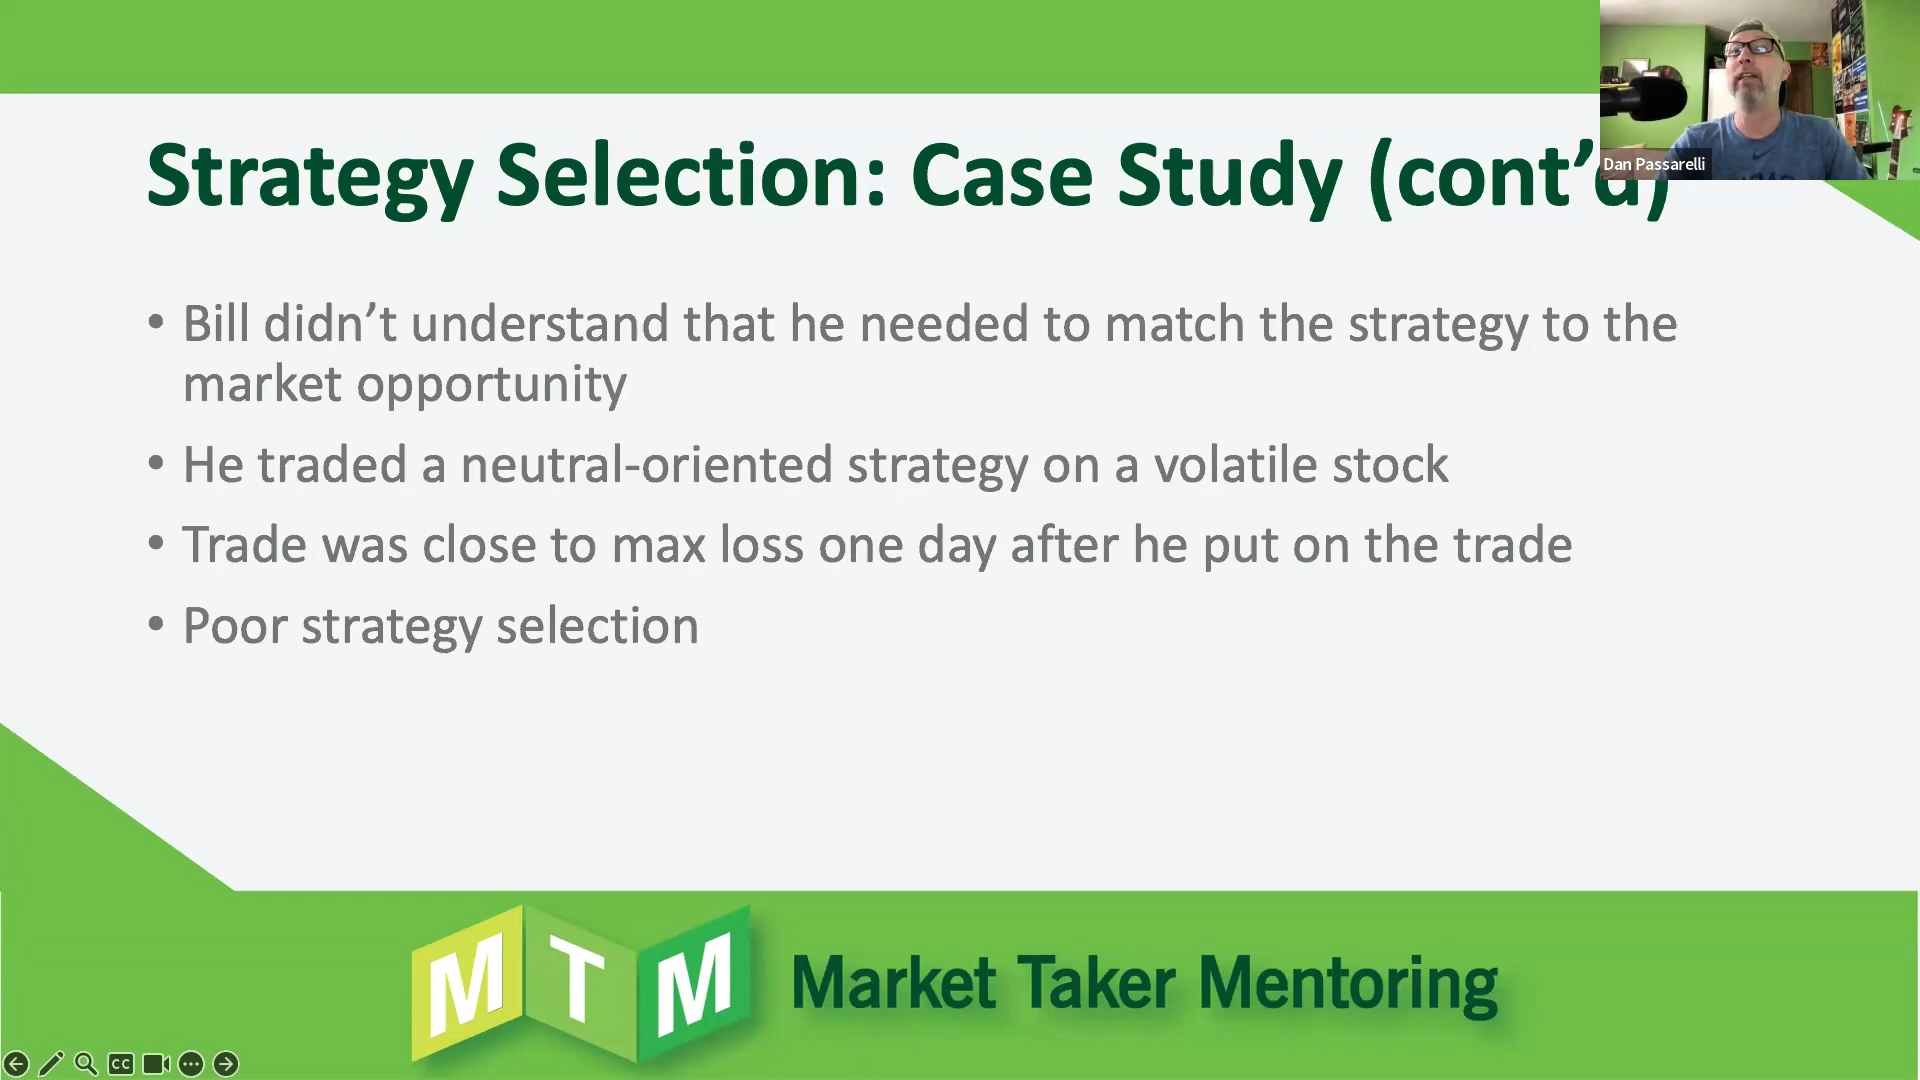 Strategy Selection: Case Study (cont’d)
Dan Passarelli
• Bill didn’t understand that he needed to match the strategy to the
market opportunity
• He traded a neutral-oriented strategy on a volatile stock
• Trade was close to max loss one day after he put on the trade
• Poor strategy selection
MTM Market Taker Mentoring
CC